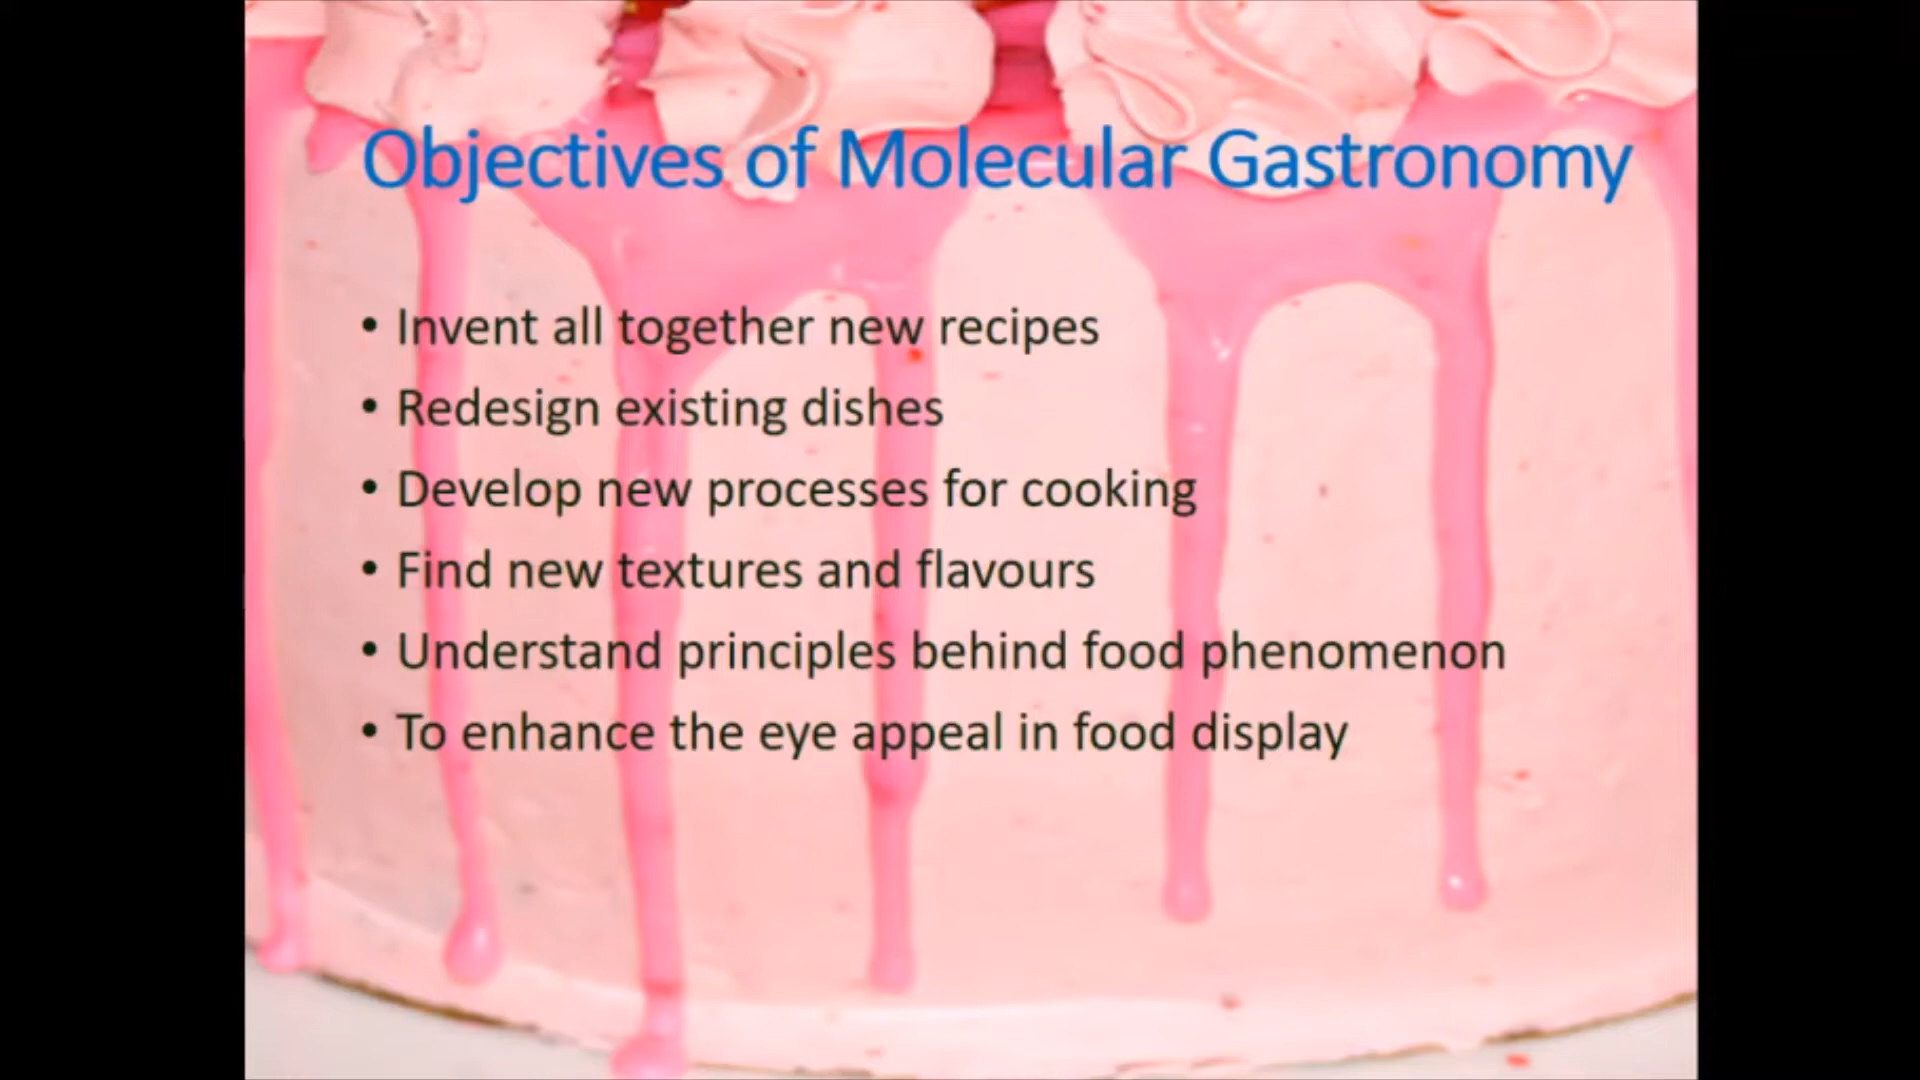 Objectives of Molecular Gastronomy
• Invent all together new recipes
• Redesign existing dishes
• Develop new processes for cooking
• Find new textures and flavours
• Understand principles behind food phenomenon
• To enhance the eye appeal in food display